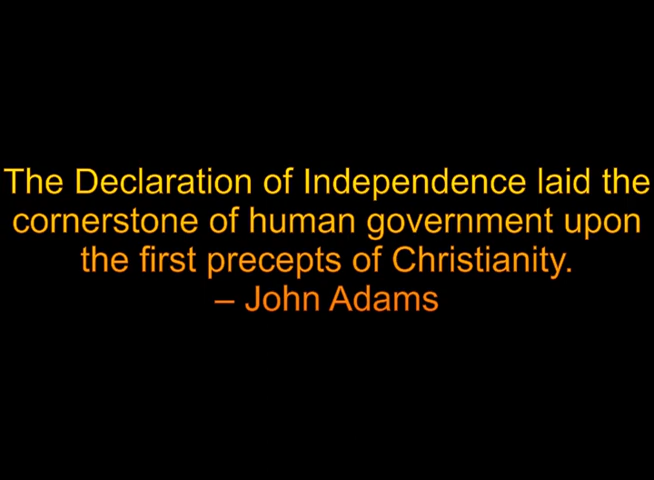 The Declaration of Independence laid the
cornerstone of human government upon
the first precepts of Christianity.
– John Adams